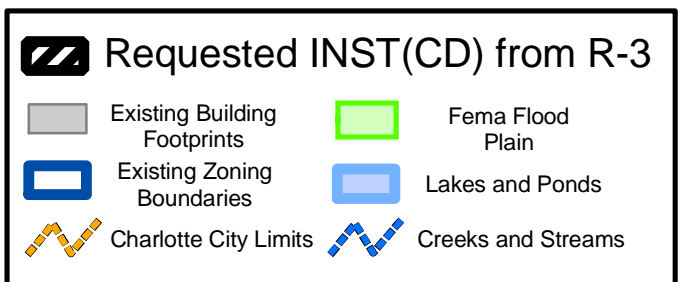 Requested INST(CD) from R-3
Existing Building
Footprints
Fema Flood
Plain
Existing Zoning
Boundaries
Lakes and Ponds
Charlotte City Limits
Creeks and Streams